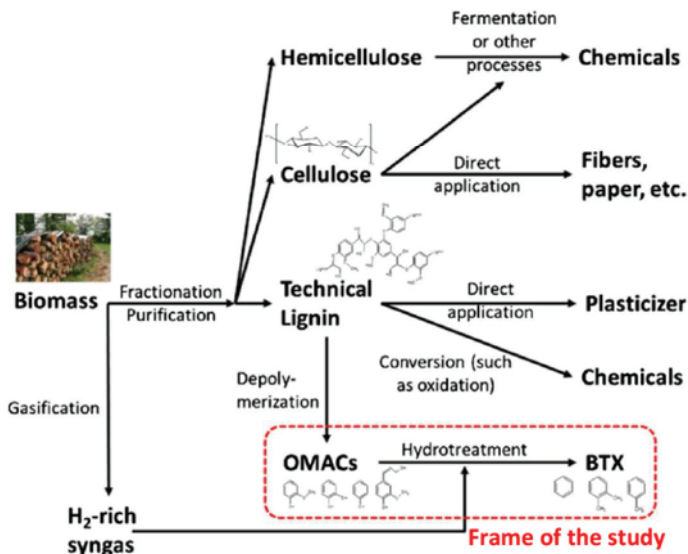 Fermentation
or other
processes
Hemicellulose
Chemicals
Cellulose
Direct
application
Fibers,
paper, etc.
Biomass
Fractionation
Purification
Technical
Lignin
Direct
application
Plasticizer
Conversion (such
as oxidation)
Chemicals
Gasification
Depoly-
merization
OMACs
Hydrotreatment
BTX
H2-rich
syngas
Frame of the study